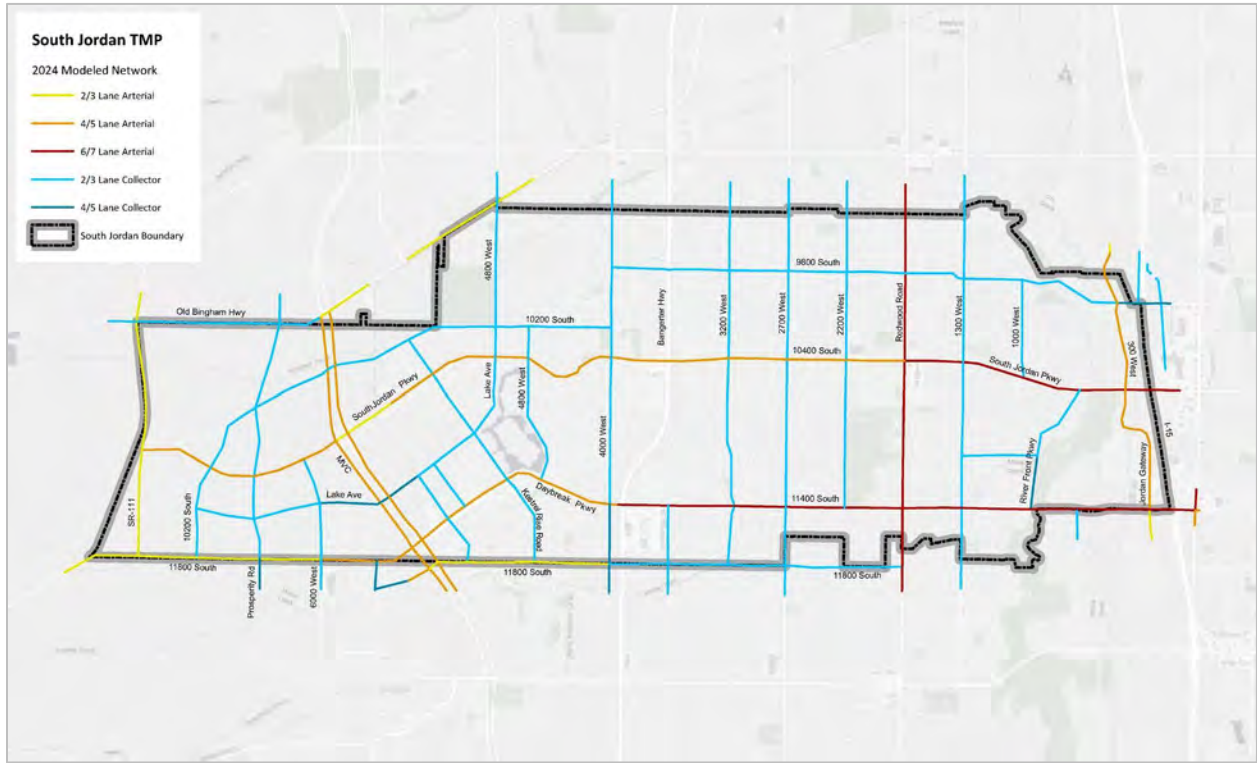 South Jordan TMP
2024 Modeled Network
2/3 Lane Arterial
4/5 Lane Arterial
6/7 Lane Arterial
2/3 Lane Collector
4/5 Lane Collector
South Jordan Boundary
4800 West
9800 South
Old Bingham Hwy
10200 South
Bangerter Hwy
3200 West
2700 West
2200 West
Redwood Road
1300 West
1000 West
10400 South
South Jordan Pkwy
900 West
SouthJordan Pkwy
Lake Ave
4800 West
4000 West
I-15
MVC
Lake Ave
Daybreak Pkwy
11400 South
River Front Pkwy
Jordan Gateway
SR-111
10200 South
Kestrel Rise Road
11800 South
11800 South
11800 South
Prosperity Rd
6000 West